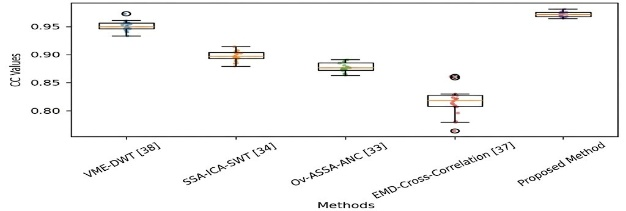 CC Values
0.95
0.90
0.85
0.80
VME-DWT [38]
SSA-ICA-SWT [34]
Ov-ASSA-ANC [33]
EMD-Cross-Correlation [37]
Proposed Method
Methods